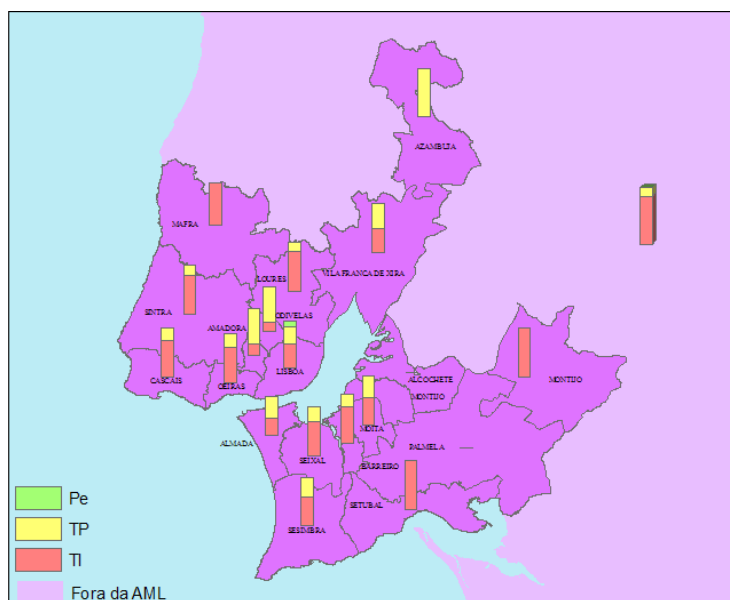 AZAMBUJA
MAFRA
VILA FRANCA DE XIRA
LOURES
SINTRA
ODIVELAS
AMADORA
LISBOA
CASCAIS
OEIRAS
ALCOCHETE
MONTIJO
MONTIJO
MOITA
ALMADA
PALMELA
SEIXAL
BARREIRO
SETUBAL
SESIMBRA
Pe
TP
TI
Fora da AML